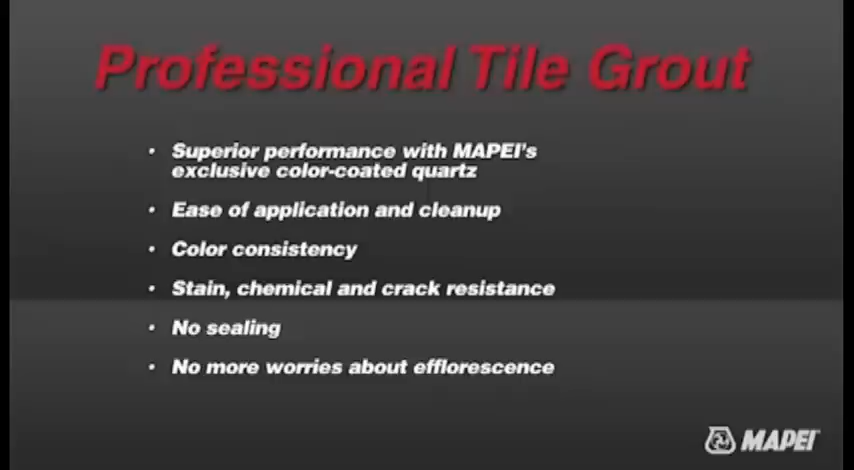 Professional Tile Grout
• Superior performance with MAPEI's
exclusive color-coated quartz
• Ease of application and cleanup
• Color consistency
• Stain, chemical and crack resistance
• No sealing
• No more worries about efflorescence
MAPEI